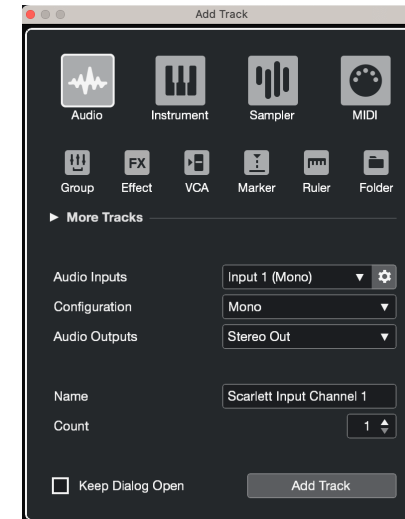 Add Track
Audio Instrument Sampler MIDI
FX
Group Effect VCA Marker Ruler Folder
More Tracks
Audio Inputs Input 1 (Mono)
Configuration Mono
Audio Outputs Stereo Out
Name Scarlett Input Channel 1
Count 1
Keep Dialog Open Add Track